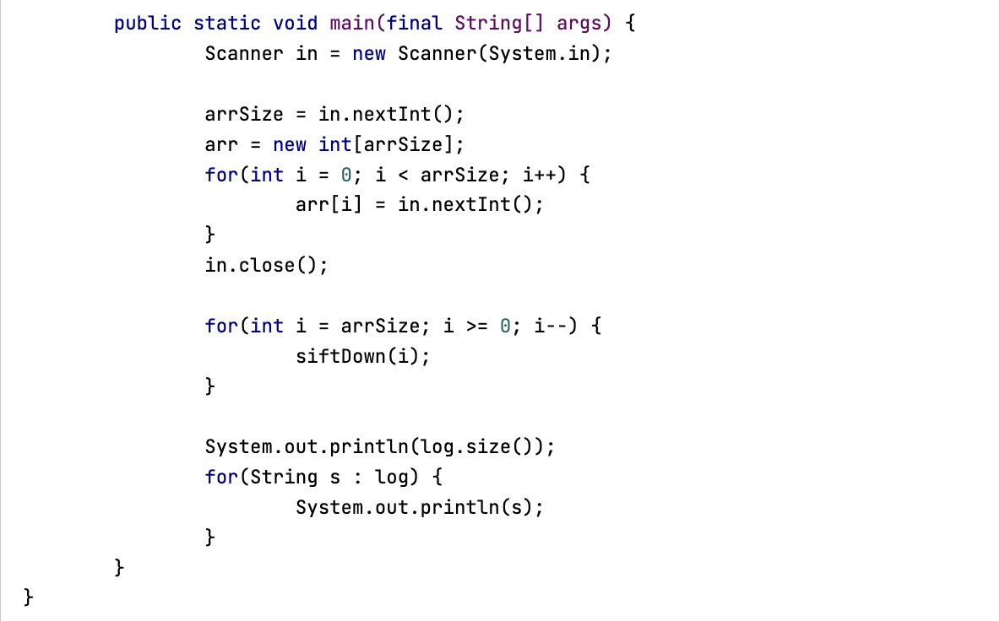 public static void main(final String[] args) {
Scanner in = new Scanner(System.in);
arrSize = in.nextInt();
arr = new int[arrSize];
for(int i = 0; i < arrSize; i++) {
arr[i] = in.nextInt();
}
in.close();
for(int i = arrSize; i >= 0; i--) {
siftDown(i);
}
System.out.println(log.size());
for(String s : log) {
System.out.println(s);
}
}
}